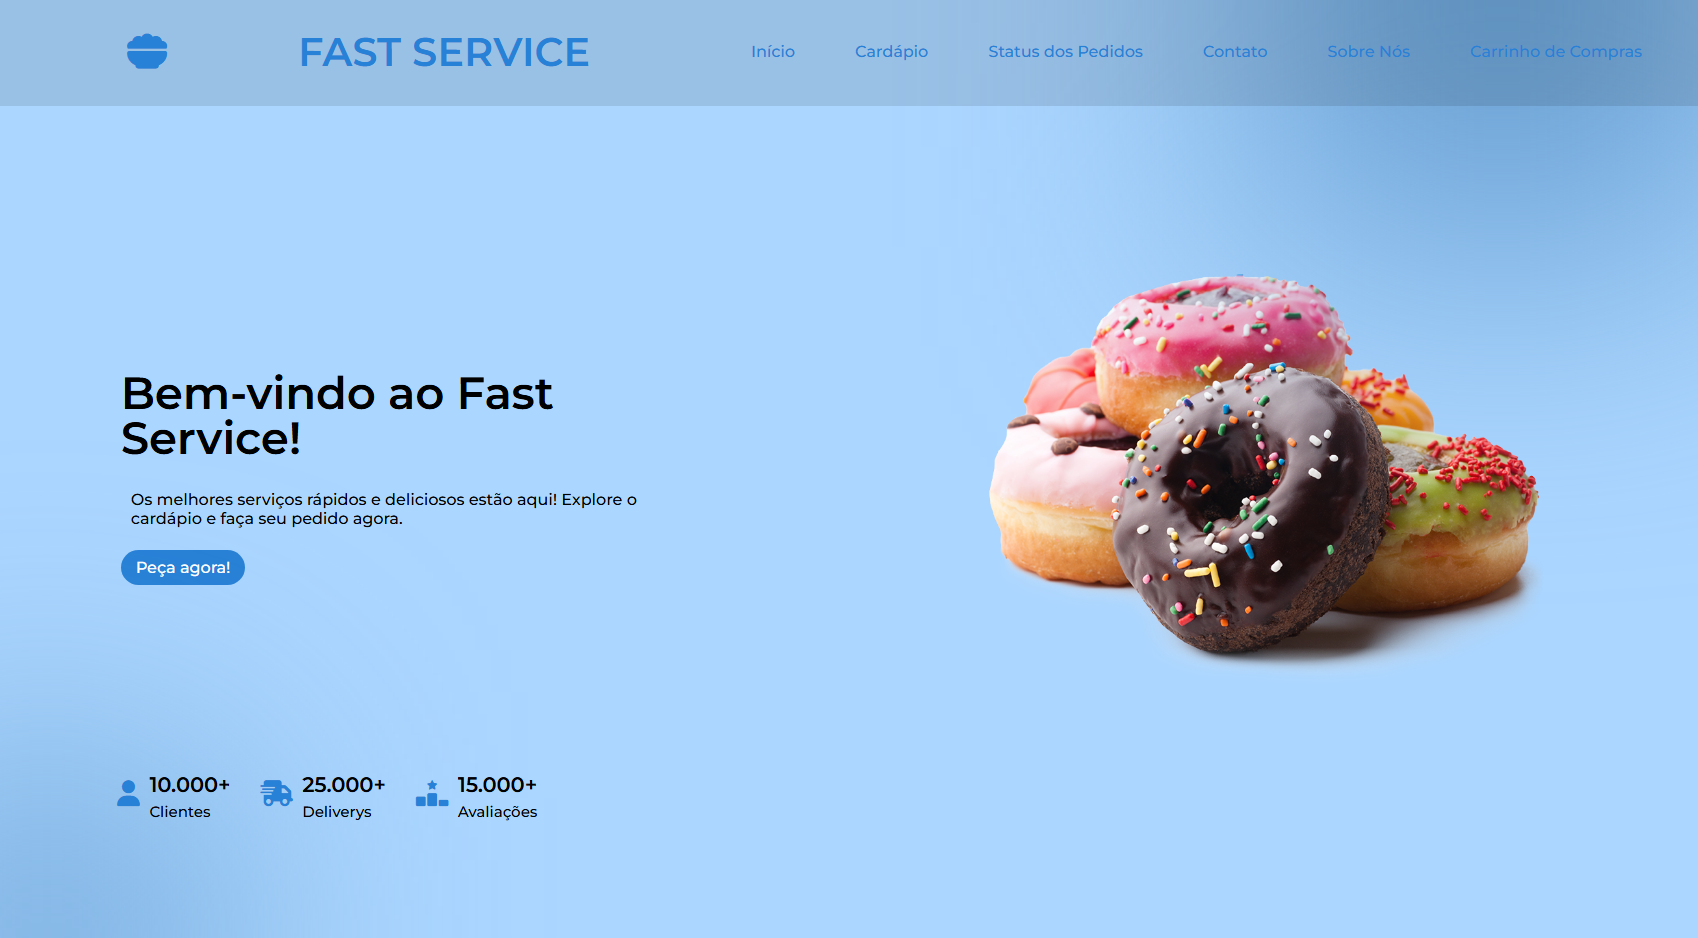 FAST SERVICE
Início
Cardápio
Status dos Pedidos
Contato
Sobre Nós
Carrinho de Compras
Bem-vindo ao Fast
Service!
Os melhores serviços rápidos e deliciosos estão aqui! Explore o
cardápio e faça seu pedido agora.
Peça agora!
10.000+
Clientes
25.000+
Deliverys
15.000+
Avaliações